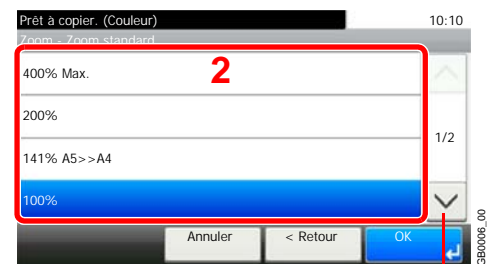 Prêt à copier. (Couleur) 10:10
Zoom - Zoom standard
400% Max. 2
200%
1/2
141% A5>>A4
100%
Annuler < Retour OK
GB0006_00